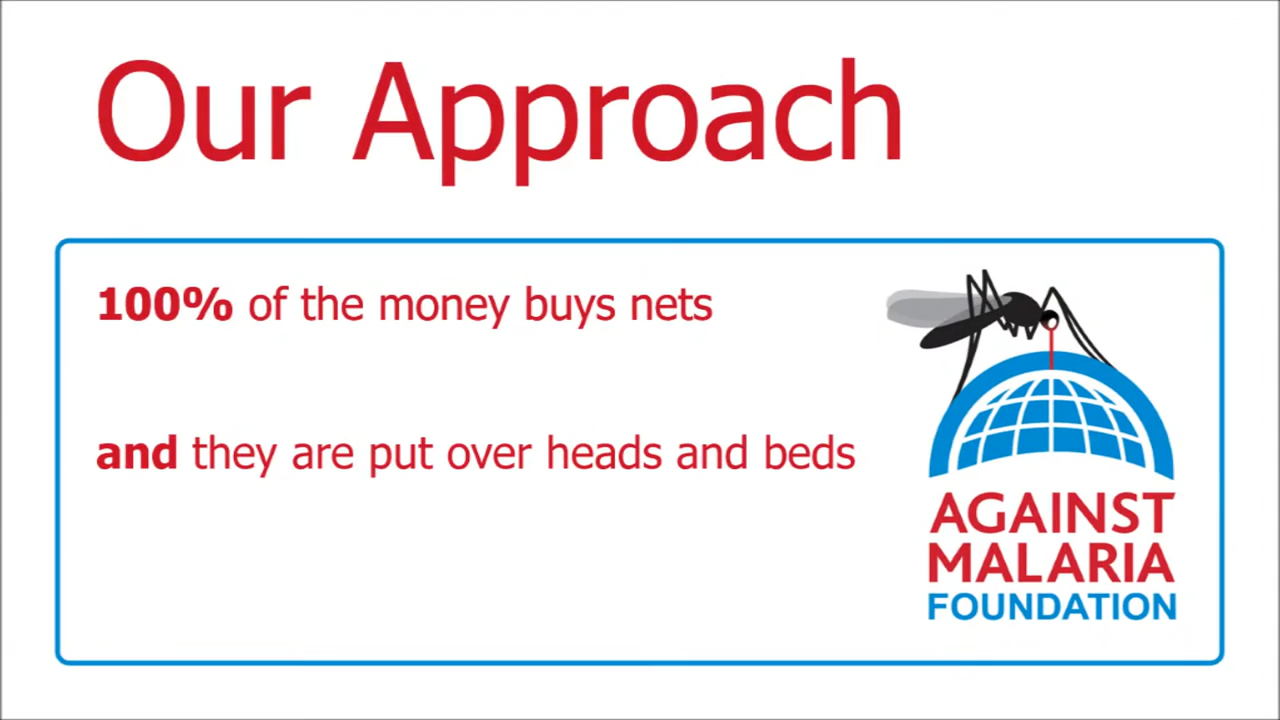 Our Approach
100% of the money buys nets
and they are put over heads and beds
AGAINST
MALARIA
FOUNDATION